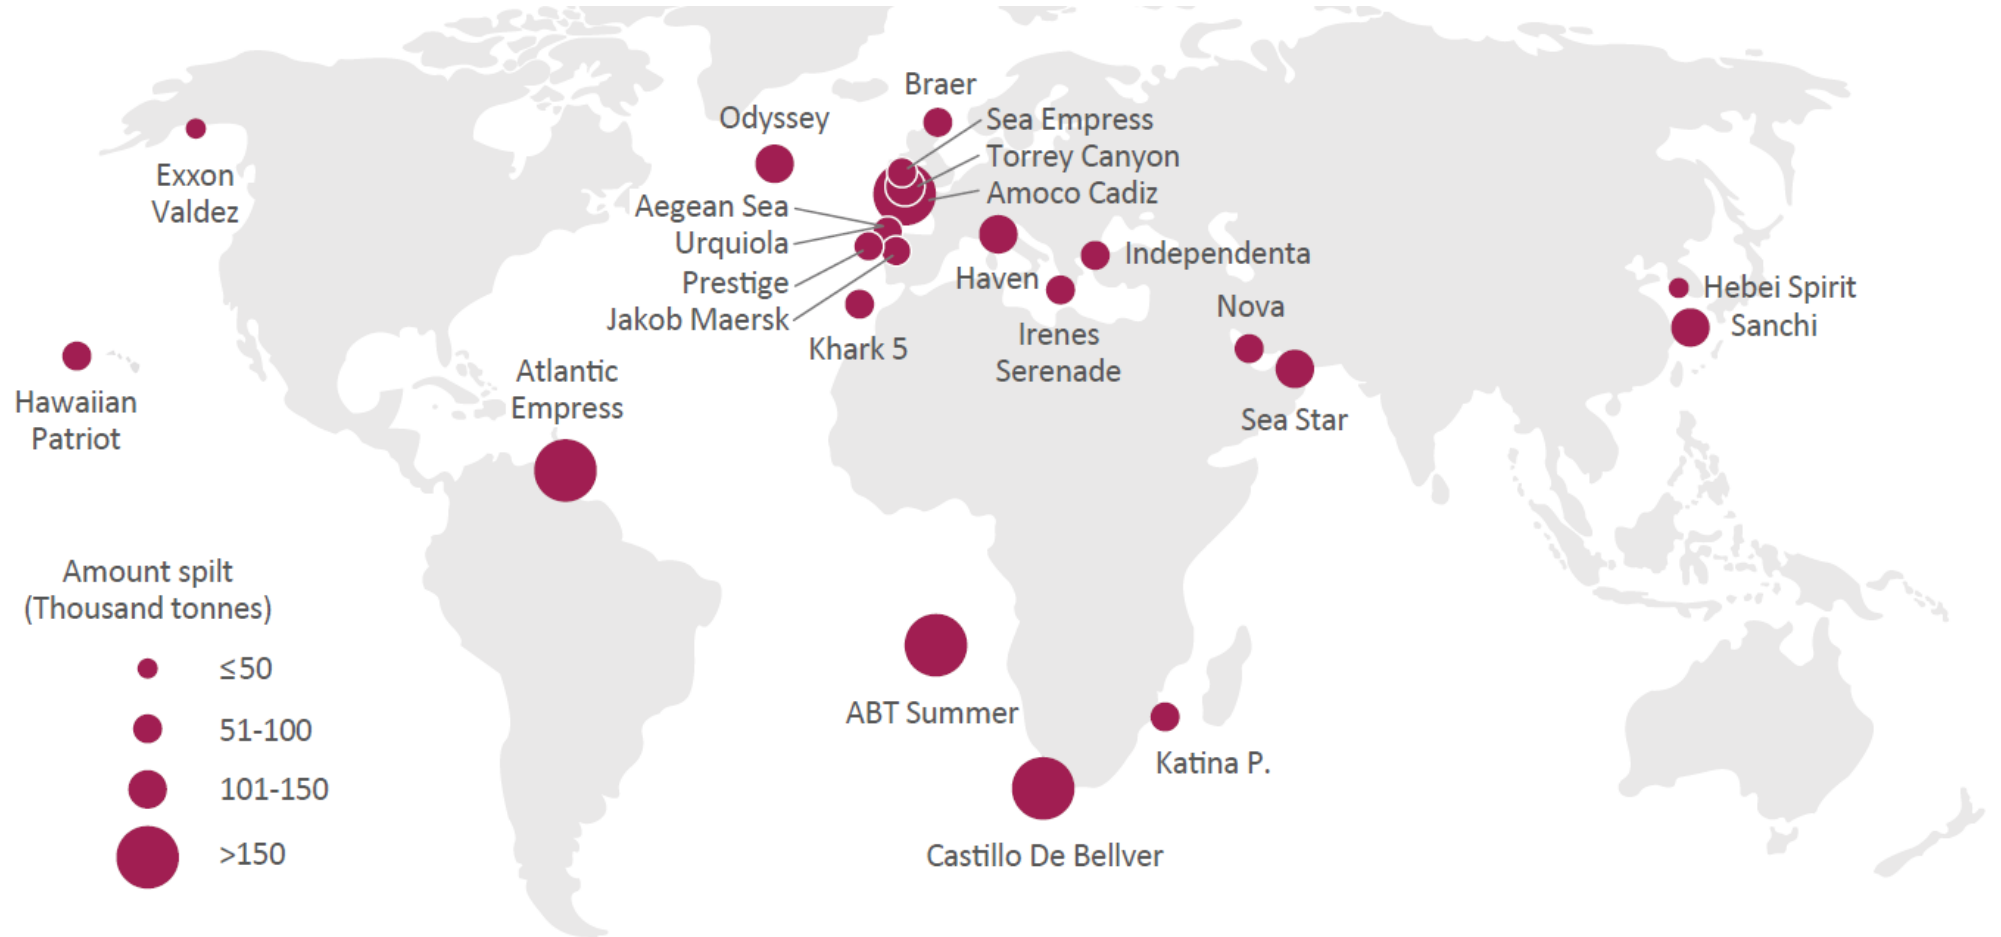 Braer
Odyssey
Sea Empress
Torrey Canyon
Amoco Cadiz
Exxon
Valdez
Aegean Sea
Urquiola
Prestige
Jakob Maersk
Khark 5
Haven
Independenta
Irenes
Serenade
Nova
Sea Star
Hebei Spirit
Sanchi
Hawaiian
Patriot
Atlantic
Empress
ABT Summer
Katina P.
Castillo De Bellver
Amount spilt
(Thousand tonnes)
≤50
51-100
101-150
>150